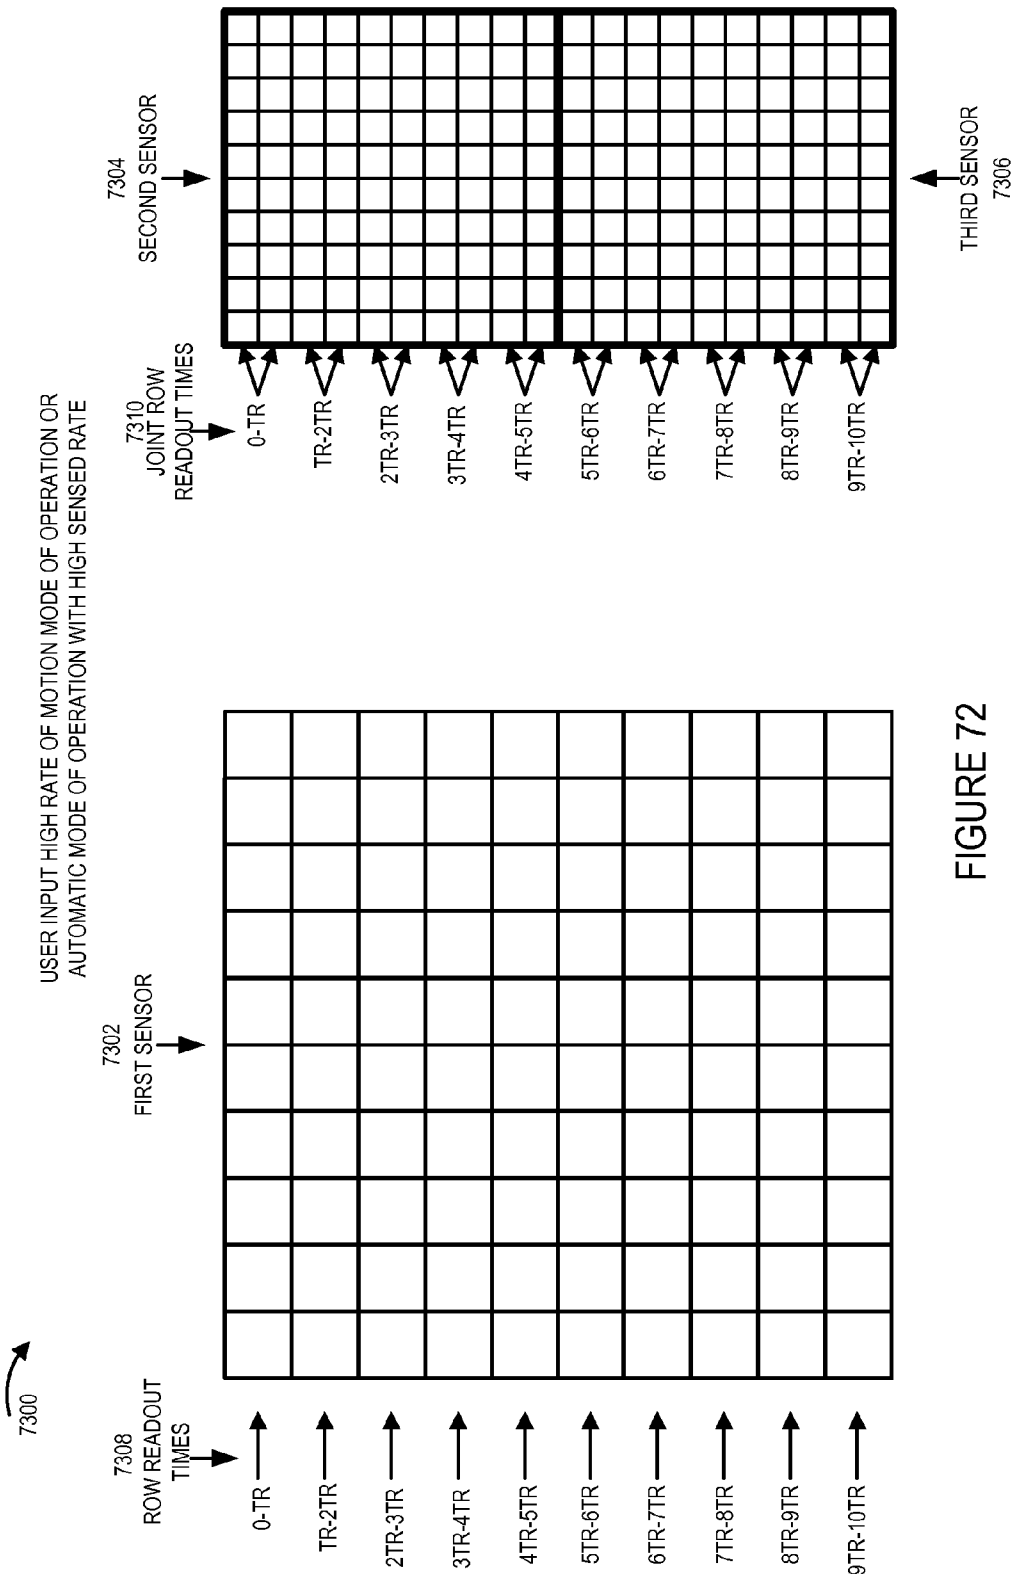 7300
USER INPUT HIGH RATE OF MOTION MODE OF OPERATION OR
AUTOMATIC MODE OF OPERATION WITH HIGH SENSED RATE
7308
ROW READOUT
TIMES
7302
FIRST SENSOR
0-TR
TR-2TR
2TR-3TR
3TR-4TR
4TR-5TR
5TR-6TR
6TR-7TR
7TR-8TR
8TR-9TR
9TR-10TR
7310
JOINT ROW
READOUT TIMES
7304
SECOND SENSOR
0-TR
TR-2TR
2TR-3TR
3TR-4TR
4TR-5TR
5TR-6TR
6TR-7TR
7TR-8TR
8TR-9TR
9TR-10TR
THIRD SENSOR
7306
FIGURE 72